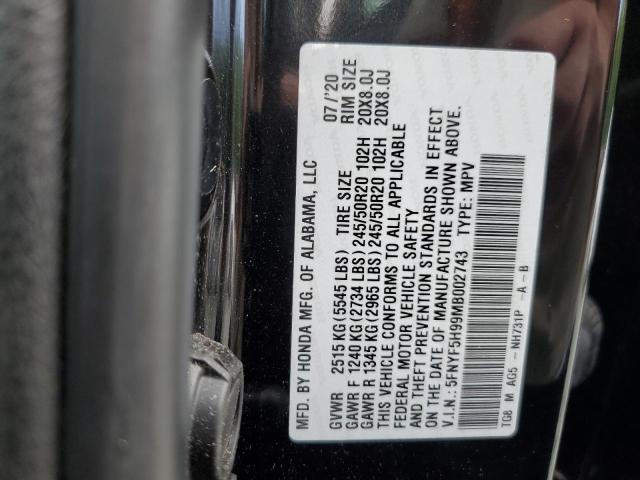 MFD. BY HONDA MFG. OF ALABAMA, LLC 07/'20
GVWR 2515 KG (5545 LBS) TIRE SIZE RIM SIZE
GAWR F 1240 KG (2734 LBS) 245/50R20 102H 20X8.0J
GAWR R 1345 KG (2965 LBS) 245/50R20 102H 20X8.0J
THIS VEHICLE CONFORMS TO ALL APPLICABLE
FEDERAL MOTOR VEHICLE SAFETY
AND THEFT PREVENTION STANDARDS IN EFFECT
ON THE DATE OF MANUFACTURE SHOWN ABOVE.
V.I.N.: 5FNYF5H99MB002743 TYPE: MPV
TG8 M AG5 - NH731P -A-B